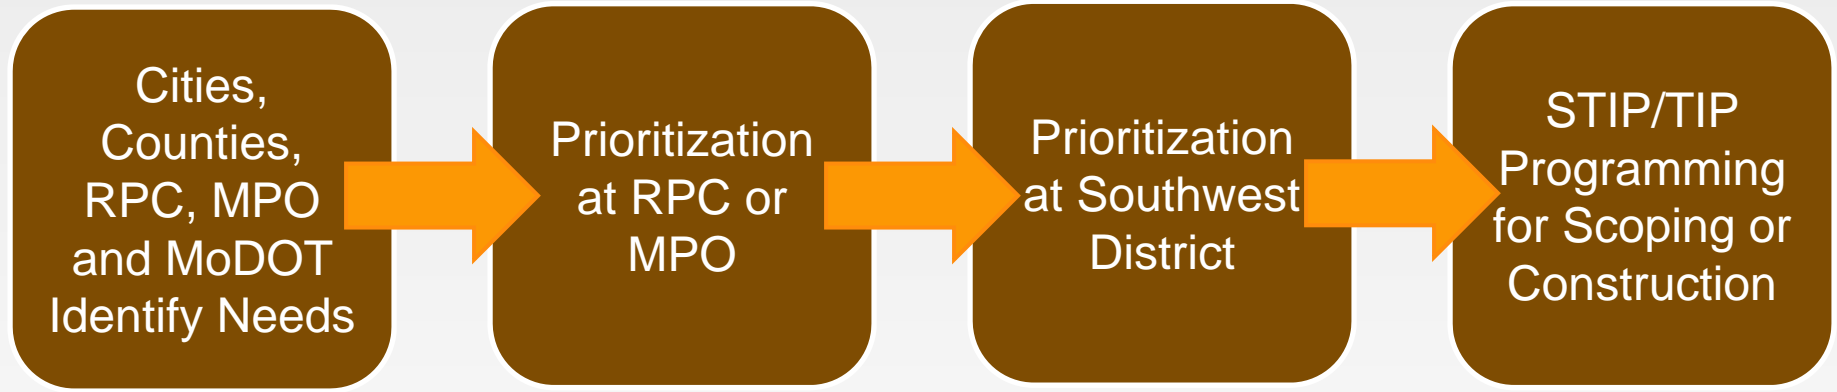 Cities,
Counties,
RPC, MPO
and MoDOT
Identify Needs
Prioritization
at RPC or
MPO
Prioritization
at Southwest
District
STIP/TIP
Programming
for Scoping or
Construction